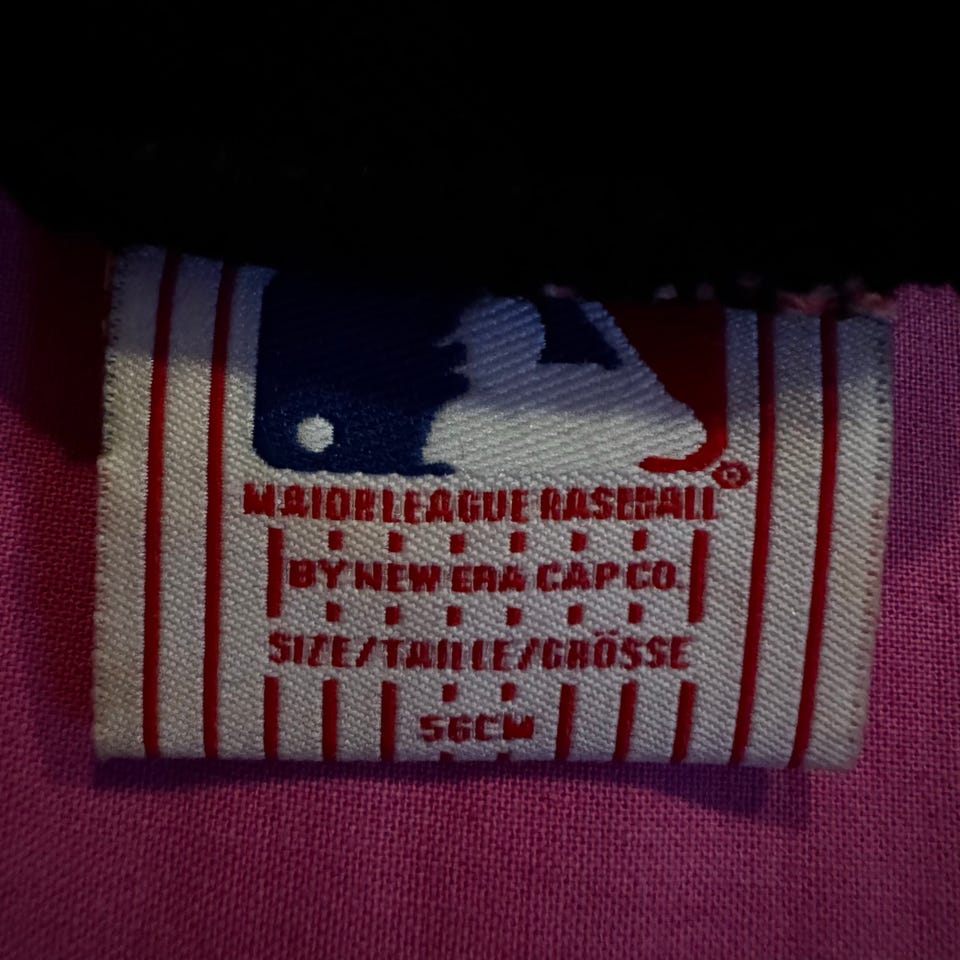 ®
MAJOR LEAGUE BASEBALL
BY NEW ERA CAP CO.
SIZE/TAILLE/GRÖSSE
56CM